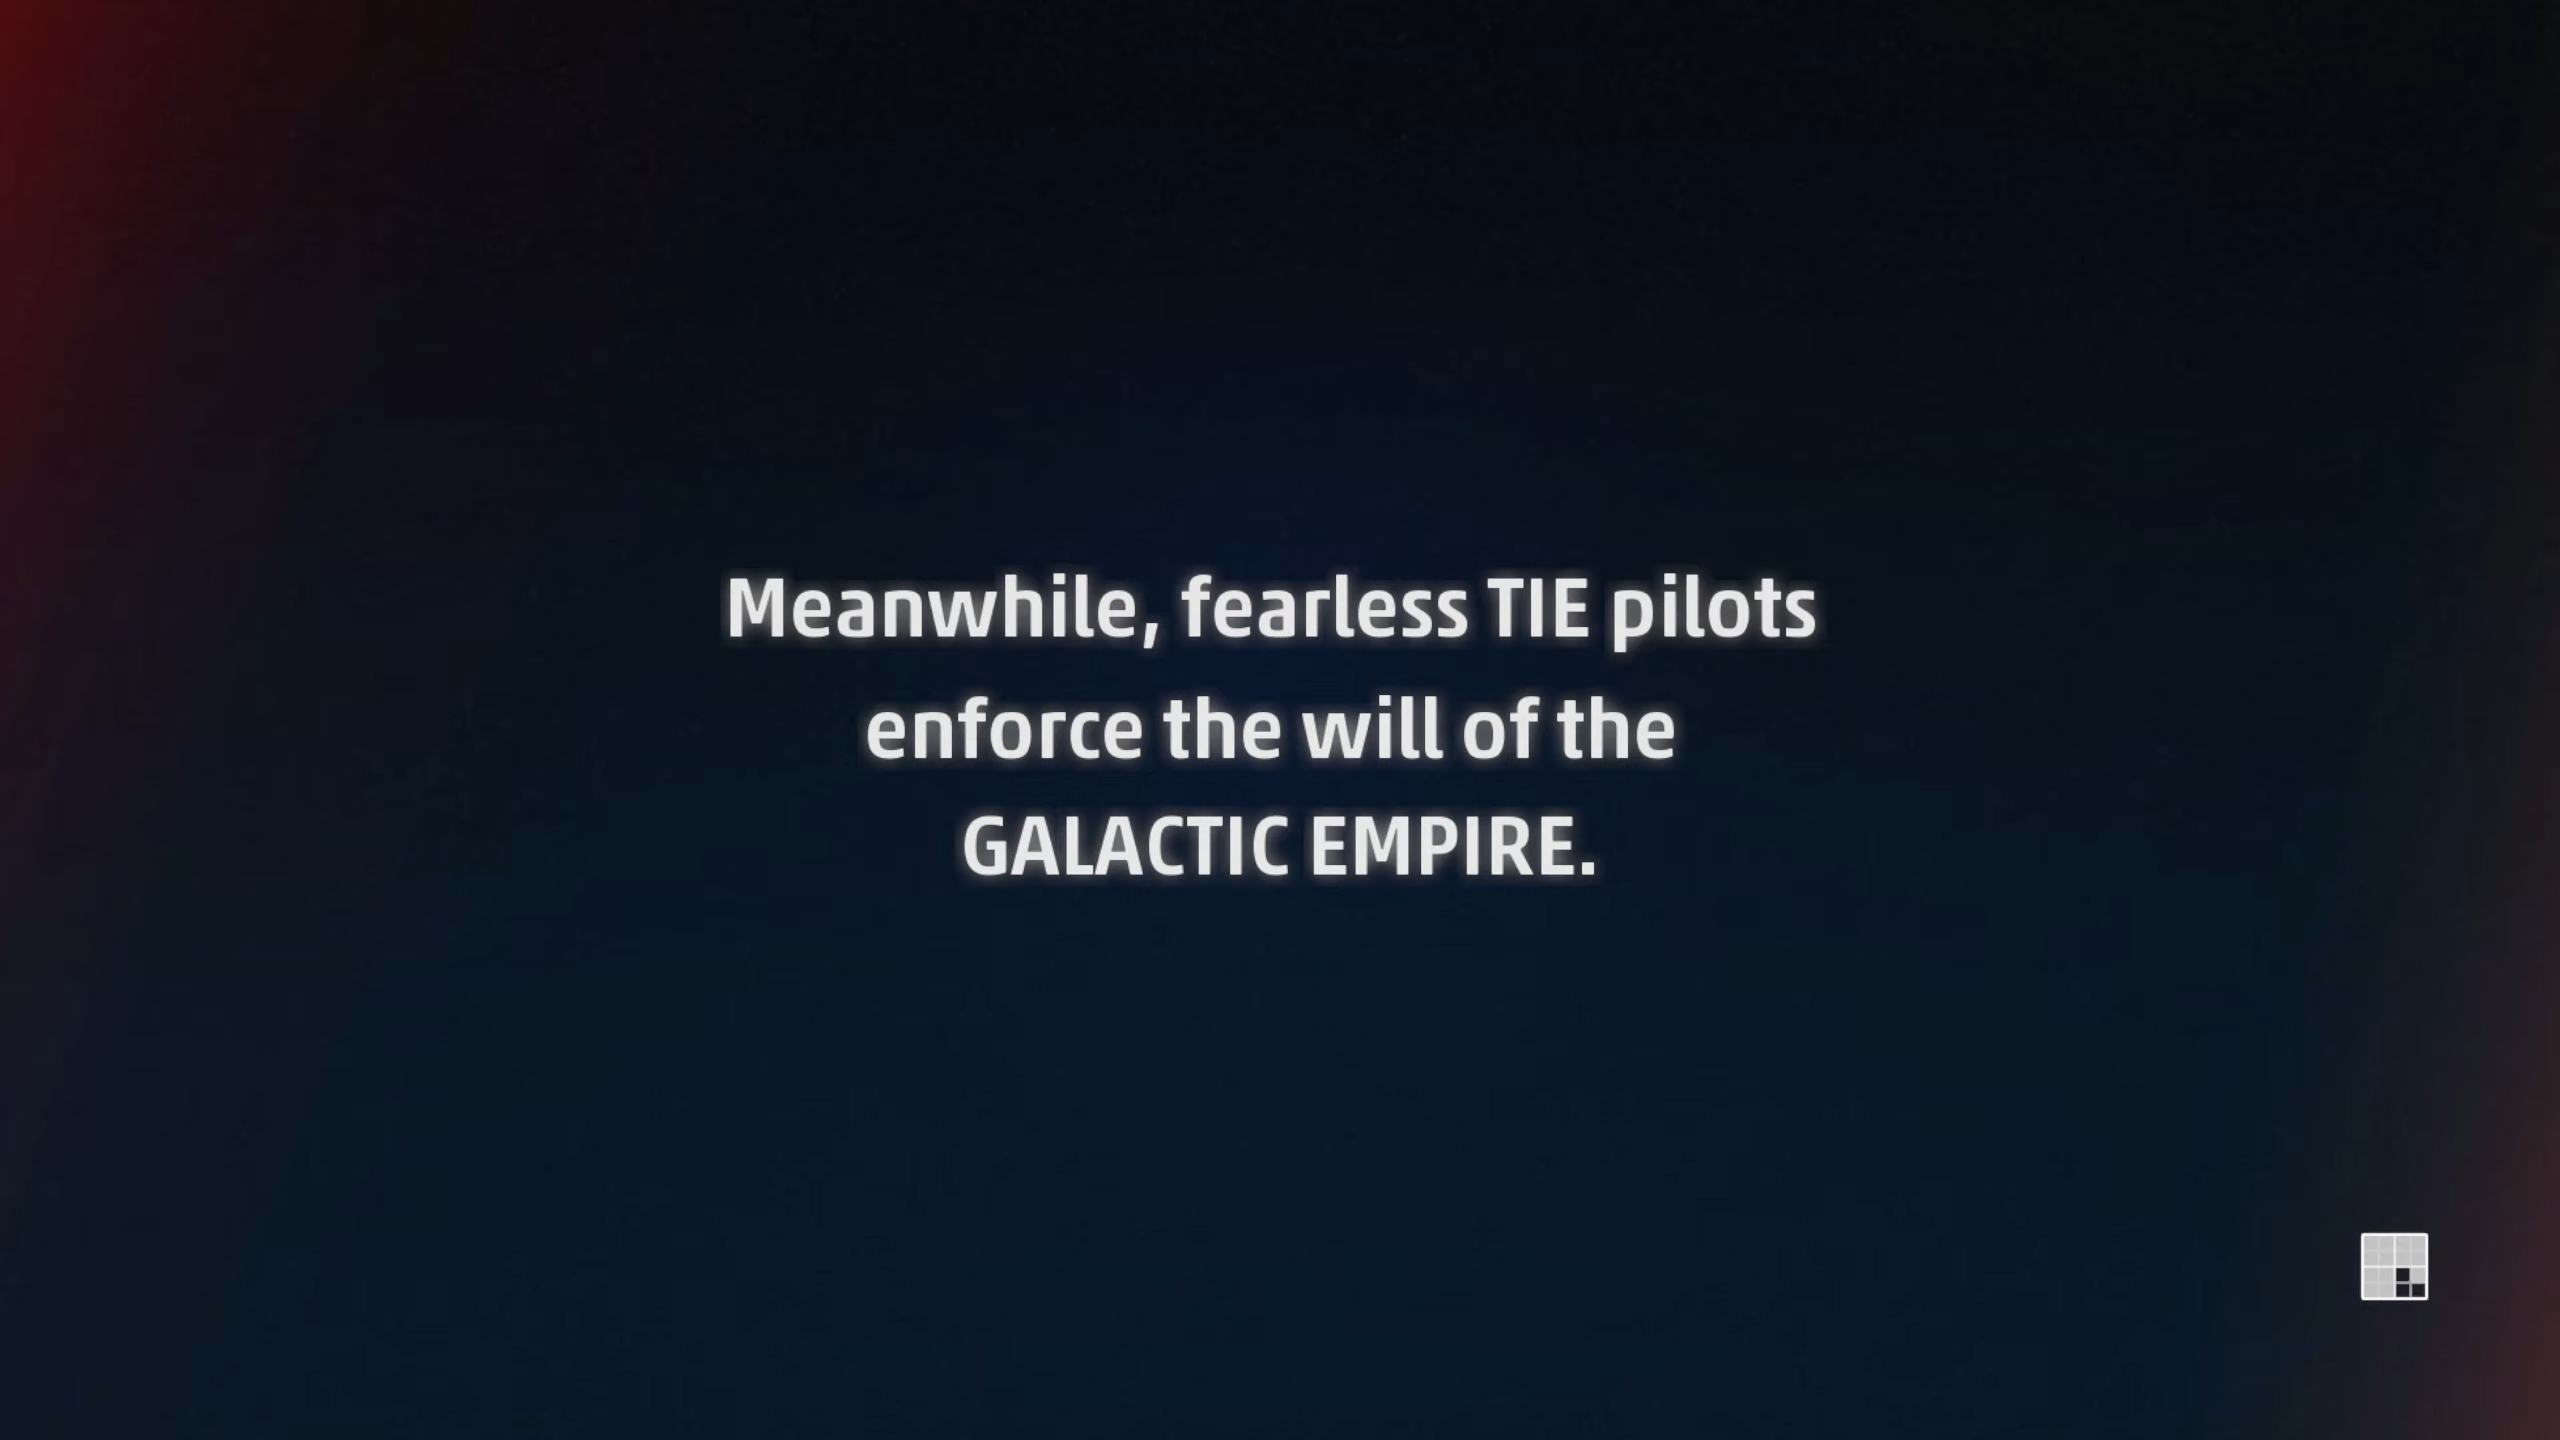 Meanwhile, fearless TIE pilots
enforce the will of the
GALACTIC EMPIRE.